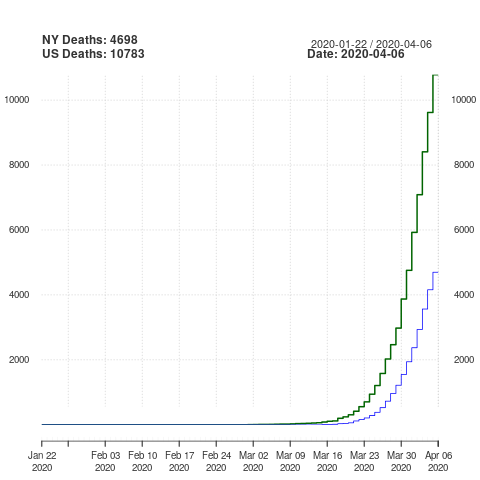 NY Deaths: 4698
US Deaths: 10783
2020-01-22 / 2020-04-06
Date: 2020-04-06
10000 10000
8000 8000
6000 6000
4000 4000
2000 2000
Jan 22 Feb 03 Feb 10 Feb 17 Feb 24 Mar 02 Mar 09 Mar 16 Mar 23 Mar 30 Apr 06
2020 2020 2020 2020 2020 2020 2020 2020 2020 2020 2020